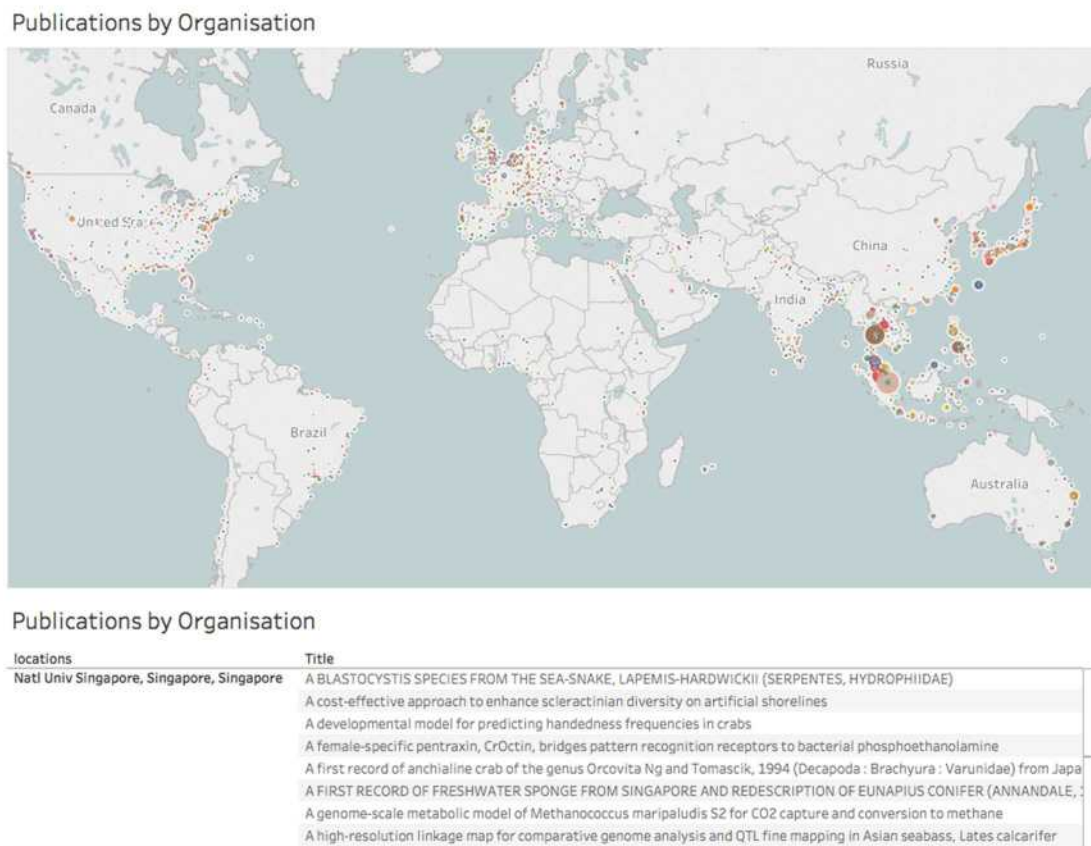 Publications by Organisation
Russia
Canada
United Sta
China
India
Brazil
Australia
Publications by Organisation
locations Title
Natl Univ Singapore, Singapore, Singapore A BLASTOCYSTIS SPECIES FROM THE SEA-SNAKE, LAPEMIS-HARDWICKII (SERPENTES, HYDROPHIIDAE)
A cost-effective approach to enhance scleractinian diversity on artificial shorelines
A developmental model for predicting handedness frequencies in crabs
A female-specific pentraxin, CrOctin, bridges pattern recognition receptors to bacterial phosphoethanolamine
A first record of anchialine crab of the genus Orcovita Ng and Tomascik, 1994 (Decapoda : Brachyura : Varunidae) from Japa
A FIRST RECORD OF FRESHWATER SPONGE FROM SINGAPORE AND REDESCRIPTION OF EUNAPIUS CONIFER (ANNANDALE,
A genome-scale metabolic model of Methanococcus maripaludis S2 for CO2 capture and conversion to methane
A high-resolution linkage map for comparative genome analysis and QTL fine mapping in Asian seabass, Lates calcarifer